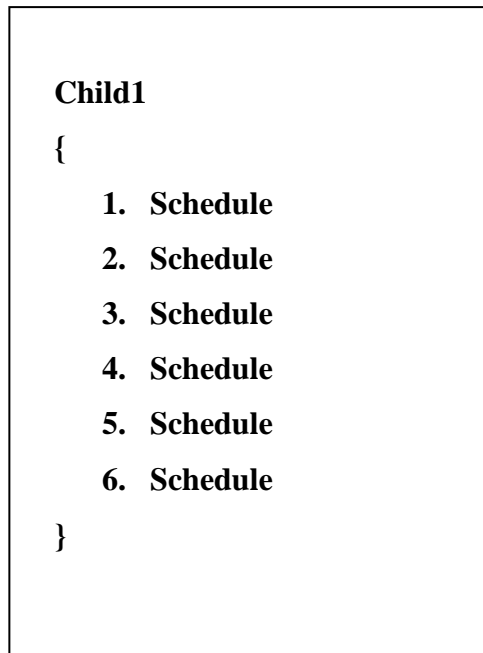 Child1
{
1. Schedule
2. Schedule
3. Schedule
4. Schedule
5. Schedule
6. Schedule
}